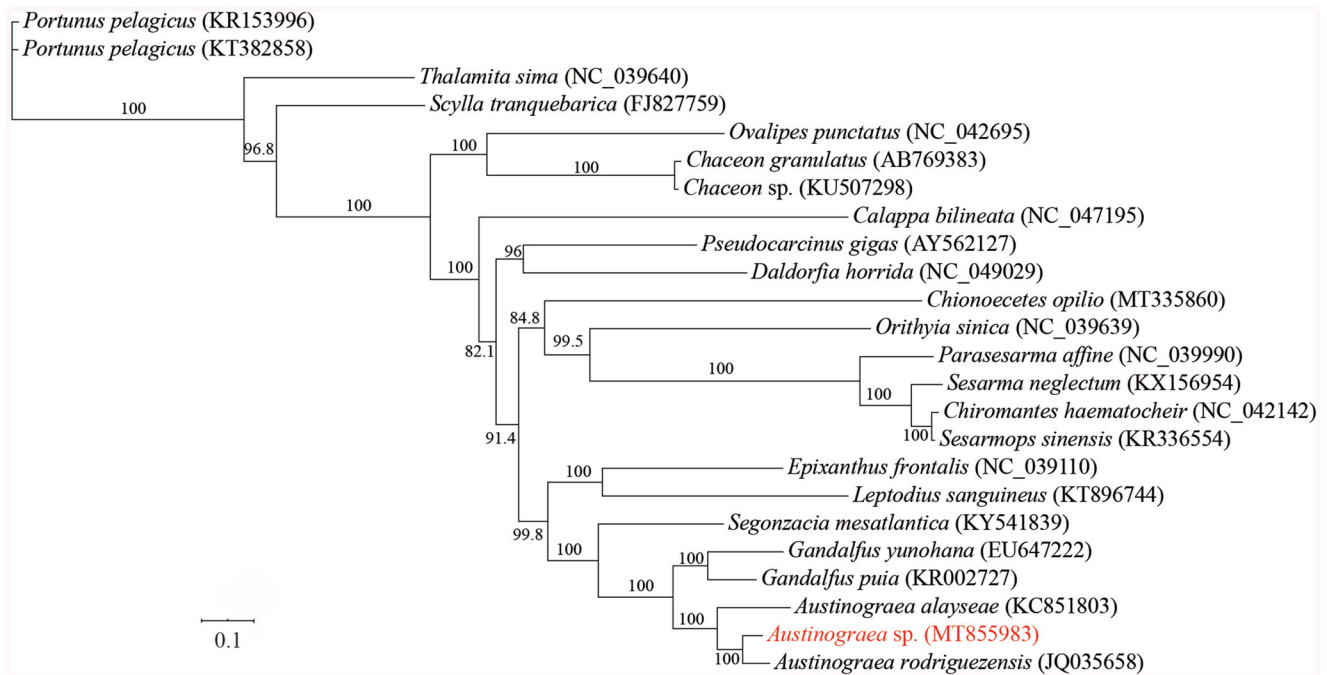 Portunus pelagicus (KR153996)
Portunus pelagicus (KT382858)
Thalamita sima (NC_039640)
100
Scylla tranquebarica (FJ827759)
96.8
Ovalipes punctatus (NC_042695)
100
Chaceon granulatus (AB769383)
100
Chaceon sp. (KU507298)
100
Calappa bilineata (NC_047195)
Pseudocarcinus gigas (AY562127)
96
100
Daldorfia horrida (NC_049029)
Chionoecetes opilio (MT335860)
84.8
Orithyia sinica (NC_039639)
99.5
82.1
Parasesarma affine (NC_039990)
100
Sesarma neglectum (KX156954)
100
Chiromantes haematocheir (NC_042142)
100
91.4
Sesarmops sinensis (KR336554)
Epixanthus frontalis (NC_039110)
100
Leptodius sanguineus (KT896744)
Segonzacia mesatlantica (KY541839)
99.8
100
Gandalfus yunohana (EU647222)
100
Gandalfus puia (KR002727)
100
Austinograea alayseae (KC851803)
100
Austinograea sp. (MT855983)
0.1
100
Austinograea rodriguezensis (JQ035658)